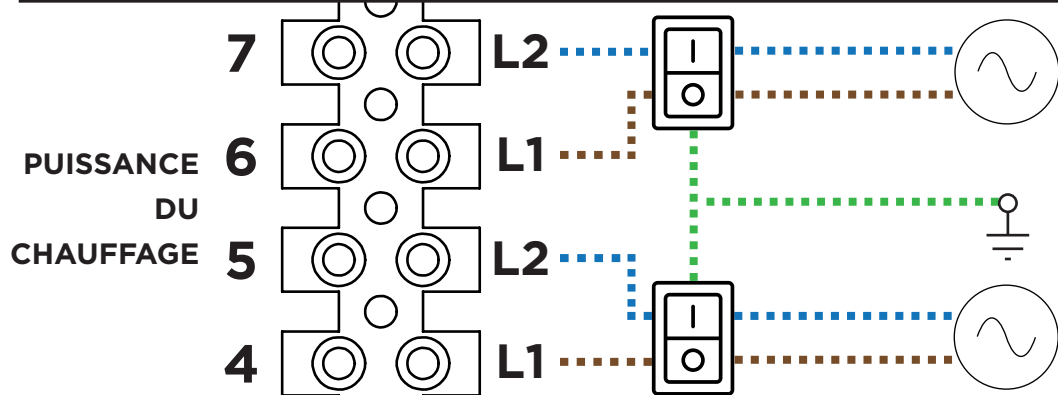 7 L2
6 L1
PUISSANCE
DU
CHAUFFAGE
5 L2
4 L1